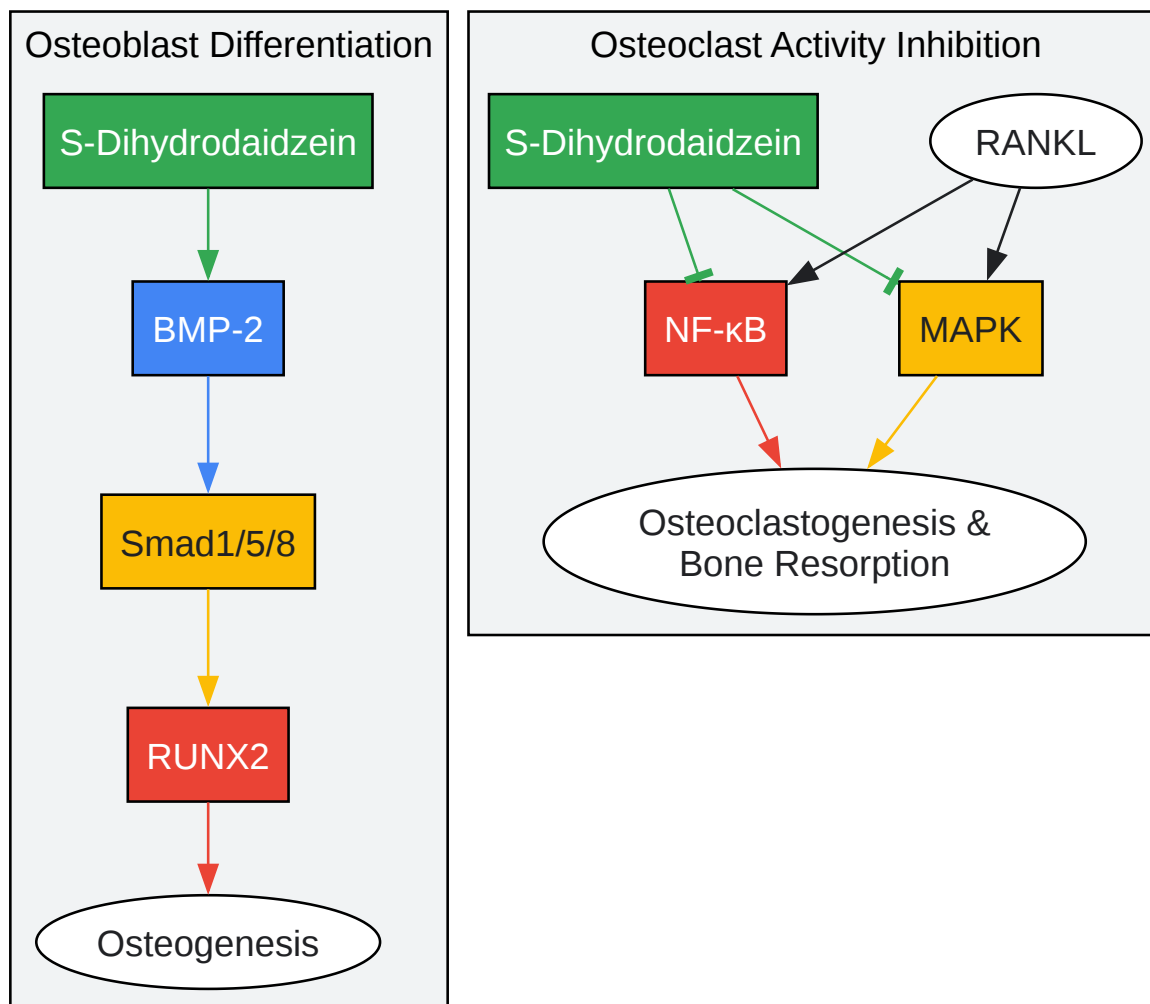 Osteoblast Differentiation
S-Dihydrodaidzein
BMP-2
Smad1/5/8
RUNX2
Osteogenesis
Osteoclast Activity Inhibition
S-Dihydrodaidzein
RANKL
NF-κB
MAPK
Osteoclastogenesis &
Bone Resorption